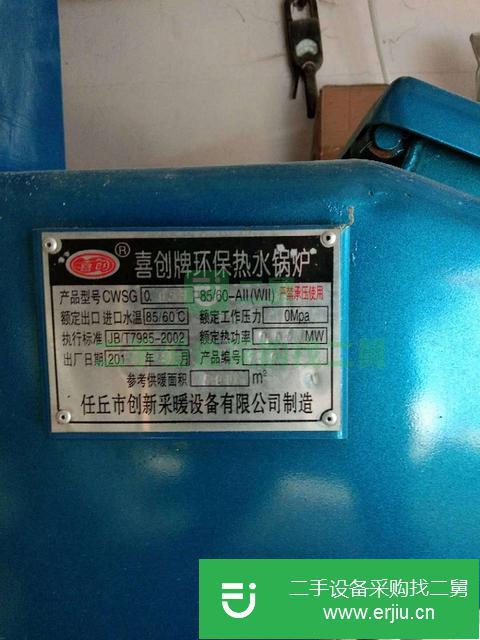 喜创 ® 喜创牌环保热水锅炉
产品型号 CWSG 0. 85/60-AII(WII) 严禁承压使用
额定出口 进口水温 85/60℃ 额定工作压力 0Mpa
执行标准 JB/T7985-2002 额定热功率 MW
出厂日期 201 年 月 产品编号
参考供暖面积 m²
任丘市创新采暖设备有限公司制造
二手设备采购找二舅
www.erjiu.cn